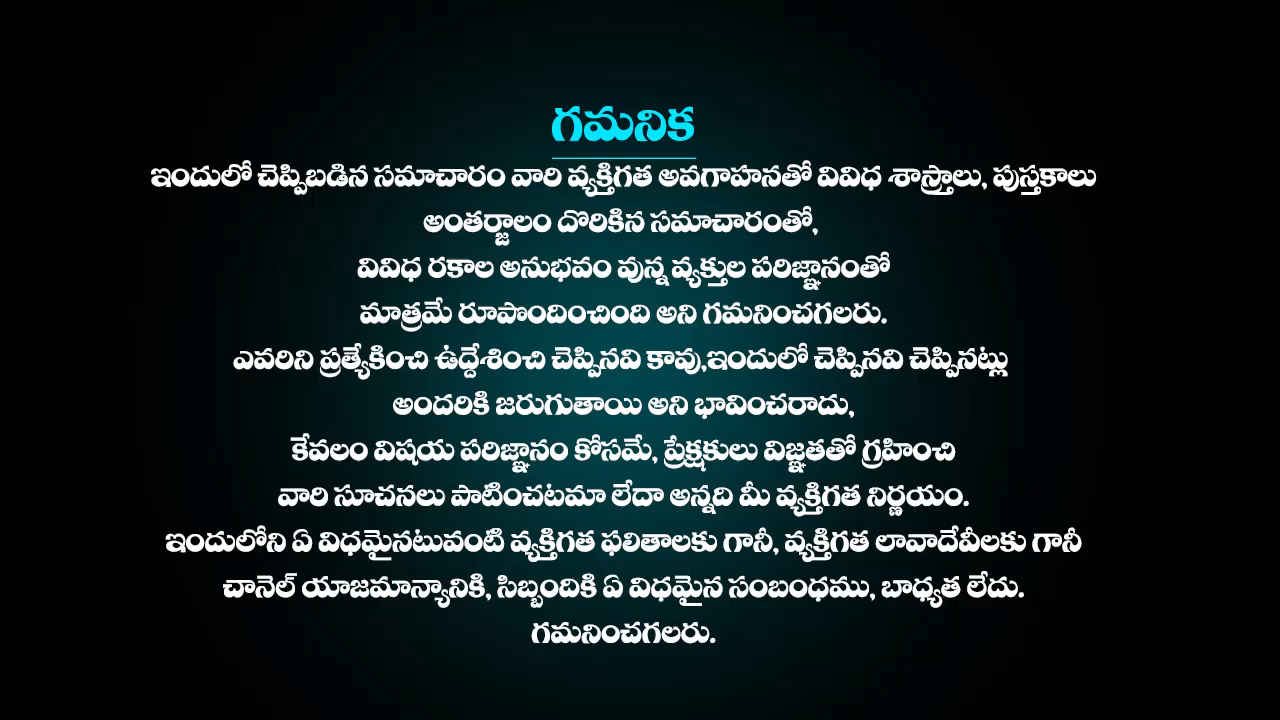 గమనిక
ఇందులో చెప్పిబడిన సమాచారం వారి వ్యక్తిగత అవగాహనతో వివిధ శాస్త్రాలు, పుస్తకాలు
అంతర్జాలం దొరికిన సమాచారంతో,
వివిధ రకాల అనుభవం వున్న వ్యక్తుల పరిజ్ఞానంతో
మాత్రమే రూపొందించింది అని గమనించగలరు.
ఎవరిని ప్రత్యేకించి ఉద్దేశించి చెప్పినవి కావు,ఇందులో చెప్పినవి చెప్పినట్లు
అందరికి జరుగుతాయి అని భావించరాదు,
కేవలం విషయ పరిజ్ఞానం కోసమే, ప్రేక్షకులు విజ్ఞతతో గ్రహించి
వారి సూచనలు పాటించటమా లేదా అన్నది మీ వ్యక్తిగత నిర్ణయం.
ఇందులోని ఏ విధమైనటువంటి వ్యక్తిగత ఫలితాలకు గానీ, వ్యక్తిగత లావాదేవీలకు గానీ
చానెల్ యాజమాన్యానికి, సిబ్బందికి ఏ విధమైన సంబంధము, బాధ్యత లేదు.
గమనించగలరు.